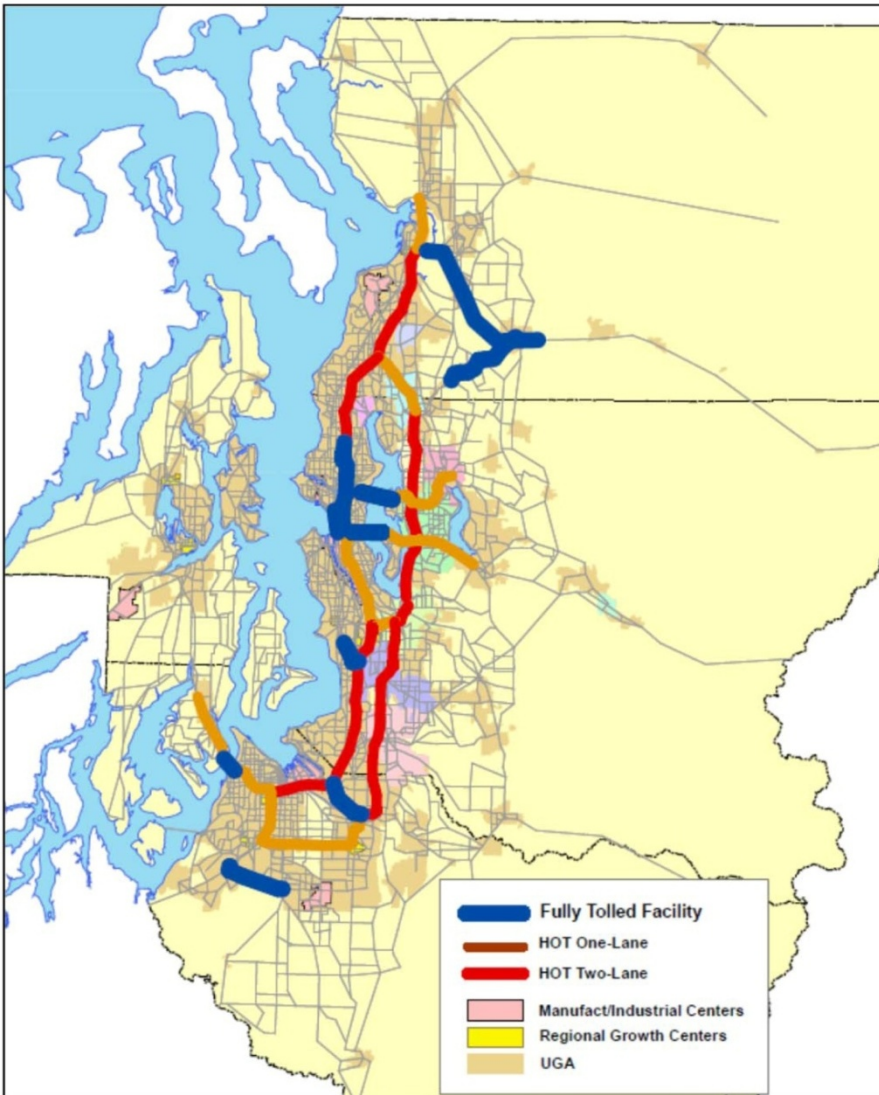 Fully Tolled Facility
HOT One-Lane
HOT Two-Lane
Manufact/Industrial Centers
Regional Growth Centers
UGA